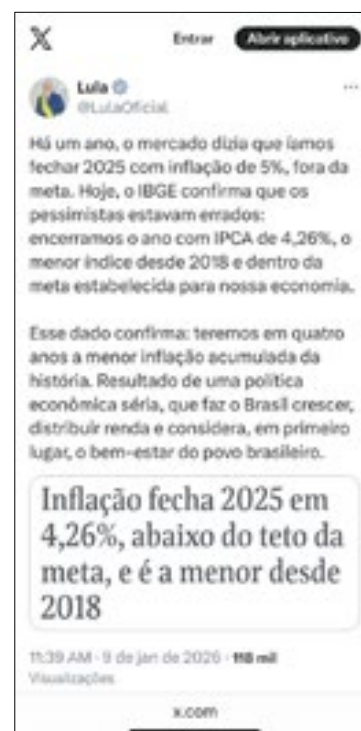 Entrar
Abrir aplicativo
Lula
@LulaOficial
Há um ano, o mercado dizia que íamos
fechar 2025 com inflação de 5%, fora da
meta. Hoje, o IBGE confirma que os
pessimistas estavam errados:
encerramos o ano com IPCA de 4,26%, o
menor índice desde 2018 e dentro da
meta estabelecida para nossa economia.
Esse dado confirma: teremos em quatro
anos a menor inflação acumulada da
história. Resultado de uma política
econômica séria, que faz o Brasil crescer,
distribuir renda e considera, em primeiro
lugar, o bem-estar do povo brasileiro.
Inflação fecha 2025 em
4,26%, abaixo do teto da
meta, e é a menor desde
2018
11:39 AM · 9 de jan de 2026 · 118 mil
Visualizações
x.com